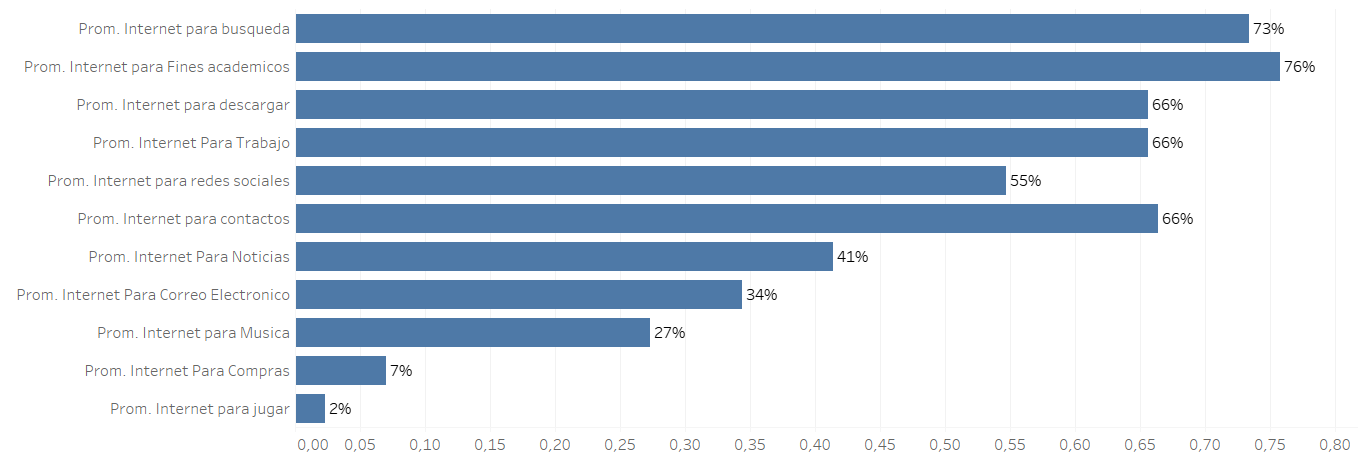 Prom. Internet para busqueda 73%
Prom. Internet para Fines academicos 76%
Prom. Internet para descargar 66%
Prom. Internet Para Trabajo 66%
Prom. Internet para redes sociales 55%
Prom. Internet para contactos 66%
Prom. Internet Para Noticias 41%
Prom. Internet Para Correo Electronico 34%
Prom. Internet para Musica 27%
Prom. Internet Para Compras 7%
Prom. Internet para jugar 2%
0,00 0,05 0,10 0,15 0,20 0,25 0,30 0,35 0,40 0,45 0,50 0,55 0,60 0,65 0,70 0,75 0,80